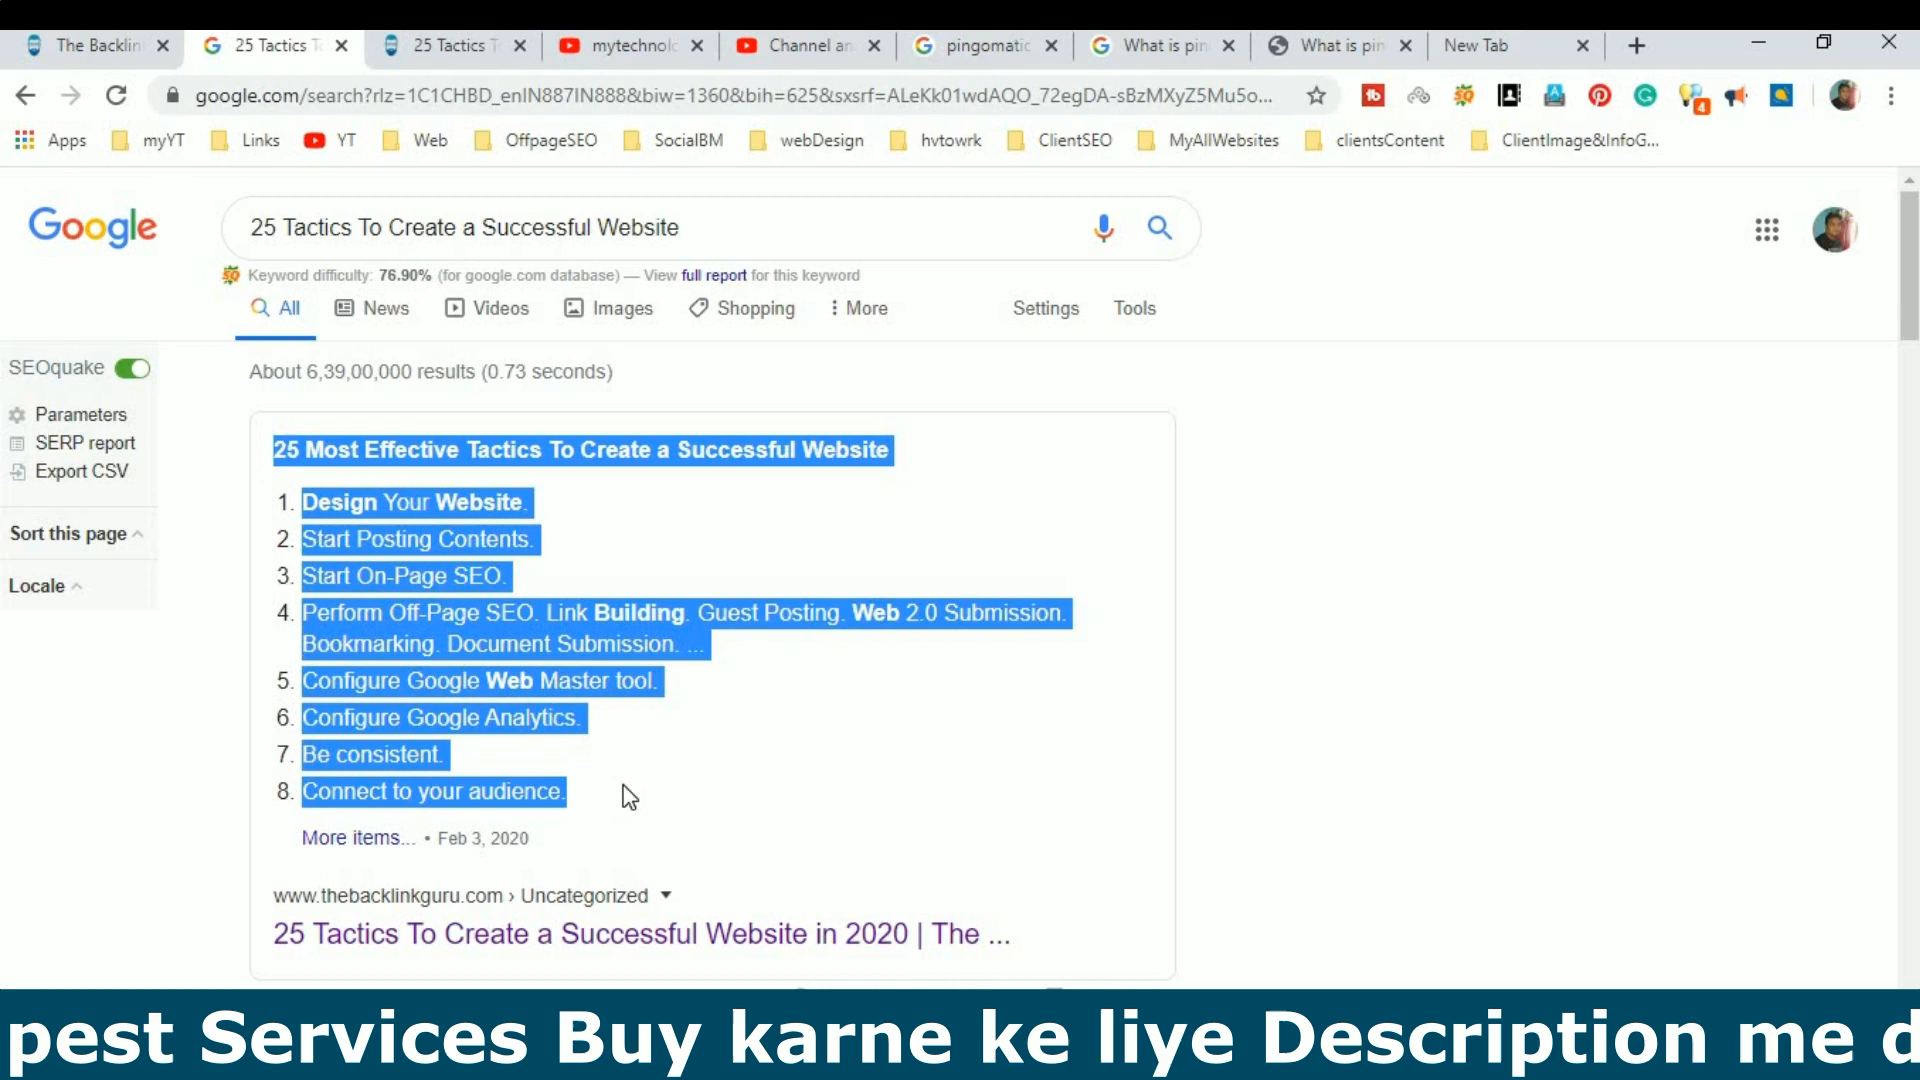 The Backlin
25 Tactics T
25 Tactics T
mytechnolo
Channel an
pingomatic
What is pin
What is pin
New Tab
google.com/search?rlz=1C1CHBD_enIN887IN888&biw=1360&bih=625&sxsrf=ALeKk01wdAQO_72egDA-sBzMXyZ5Mu5o...
Apps
myYT
Links
YT
Web
OffpageSEO
SocialBM
webDesign
hvtowrk
ClientSEO
MyAllWebsites
clientsContent
ClientImage&InfoG...
Google
25 Tactics To Create a Successful Website
Keyword difficulty: 76.90% (for google.com database) — View full report for this keyword
All
News
Videos
Images
Shopping
More
Settings
Tools
SEOquake
Parameters
SERP report
Export CSV
Sort this page
Locale
About 6,39,00,000 results (0.73 seconds)
25 Most Effective Tactics To Create a Successful Website
1. Design Your Website.
2. Start Posting Contents.
3. Start On-Page SEO.
4. Perform Off-Page SEO. Link Building. Guest Posting. Web 2.0 Submission.
Bookmarking. Document Submission. ...
5. Configure Google Web Master tool.
6. Configure Google Analytics.
7. Be consistent.
8. Connect to your audience.
More items... • Feb 3, 2020
www.thebacklinkguru.com › Uncategorized
25 Tactics To Create a Successful Website in 2020 | The ...
pest Services Buy karne ke liye Description me d